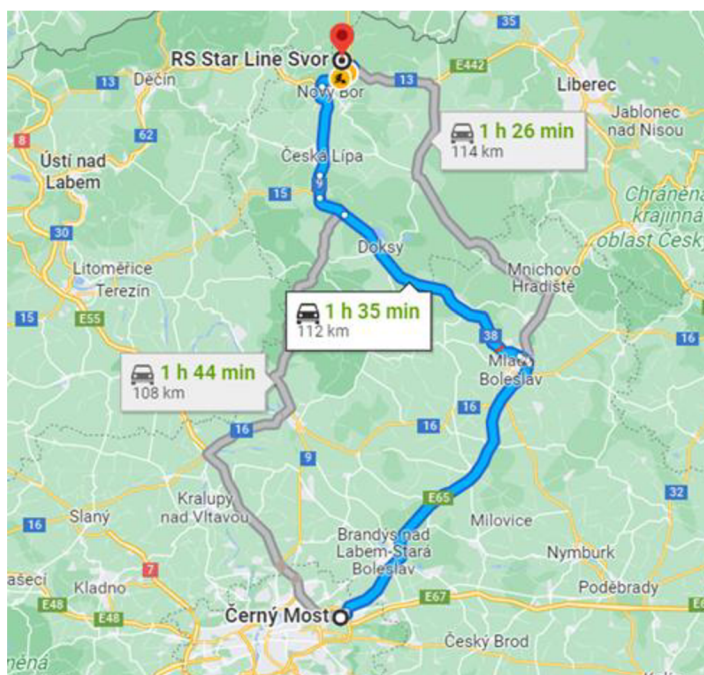 35
RS Star Line Svor
E442
13
Děčín
13
Nový Bor
Liberec
62
1 h 26 min
114 km
Jablonec
nad Nisou
8
Ústí nad
Labem
Česká Lípa
9
15
Chráněná
krajinná
oblast Český
30
Doksy
Litoměřice
Terezín
Mnichovo
Hradiště
15
E55
1 h 35 min
112 km
38
16
Mladá
Boleslav
1 h 44 min
108 km
16
16
9
16
E65
32
Kralupy
nad Vltavou
Slaný
16
Milovice
Brandýs nad
Labem-Stará
Boleslav
Nymburk
7
ašecí
Kladno
Poděbrady
E48
E48
Černý Most
E67
E65
Český Brod
něná